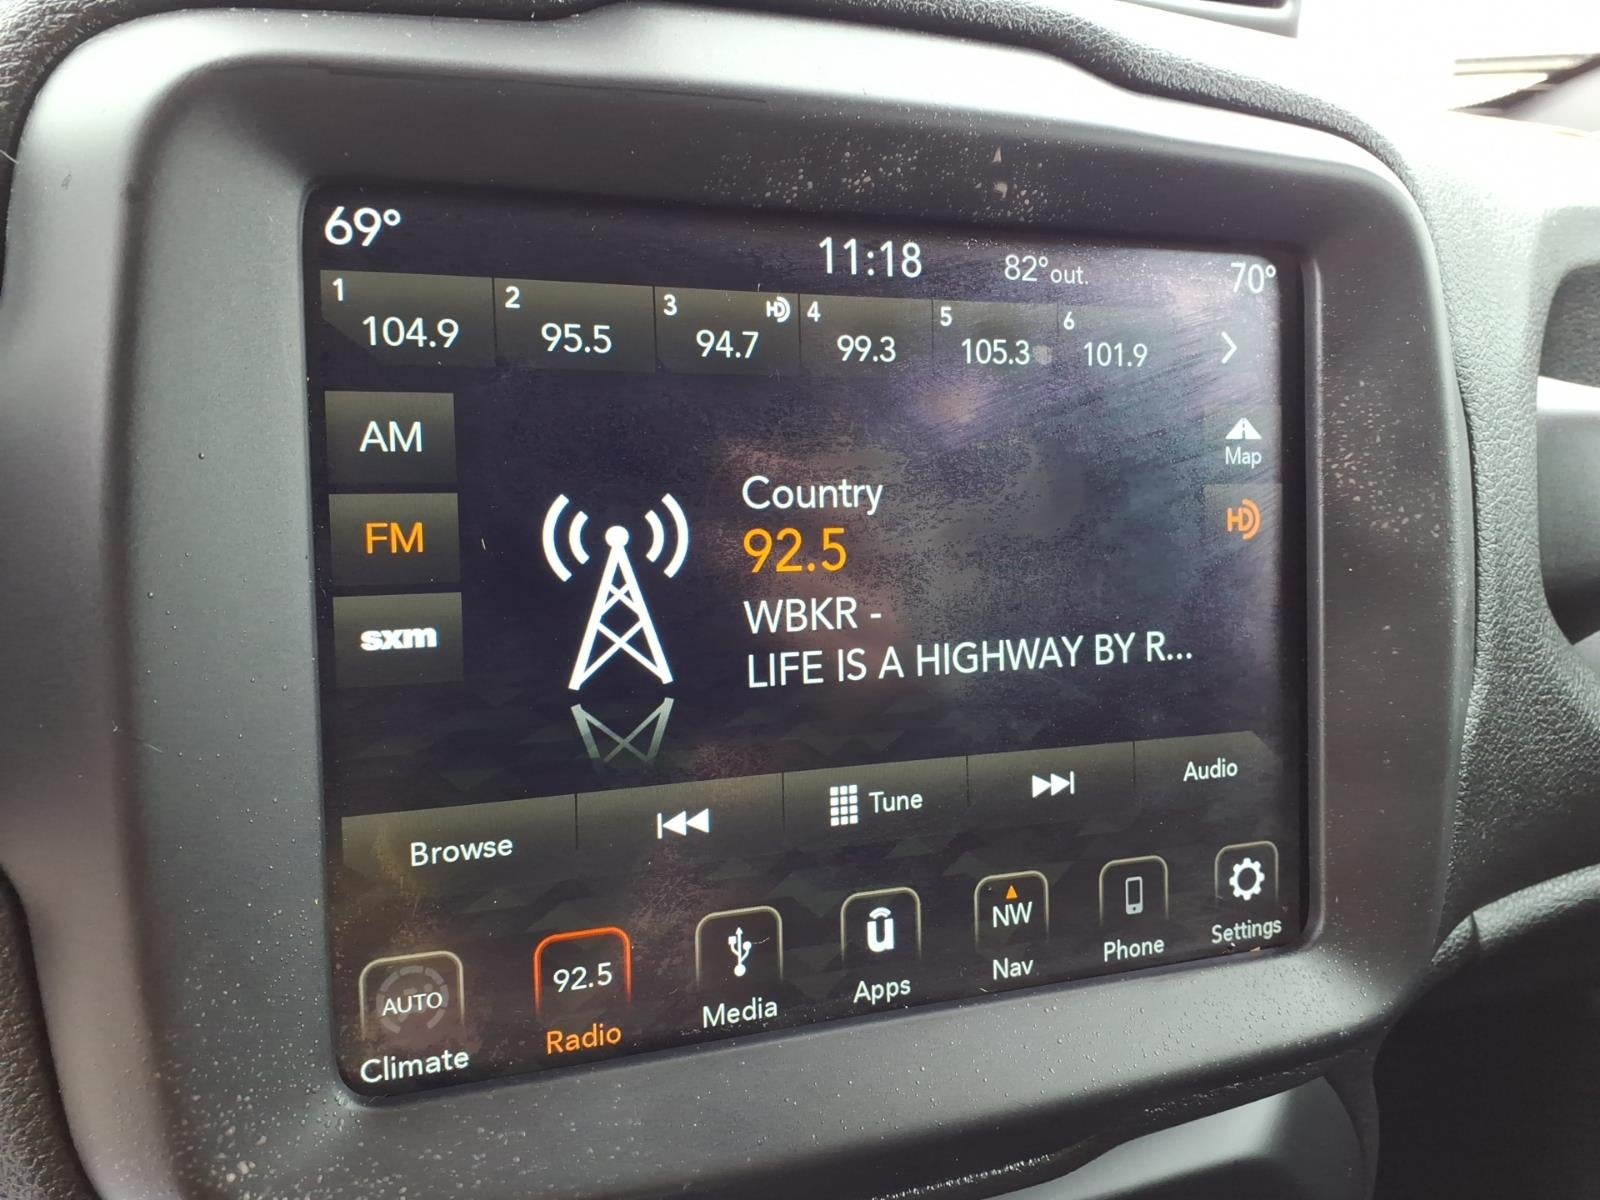 69° 11:18 82° out. 70°
1 2 3 HD 4 5 6
104.9 95.5 94.7 99.3 105.3 101.9
AM
FM
sxm
Country
92.5
WBKR -
LIFE IS A HIGHWAY BY R...
Map
HD
Browse Tune Audio
AUTO 92.5 u NW
Climate Radio Media Apps Nav Phone Settings